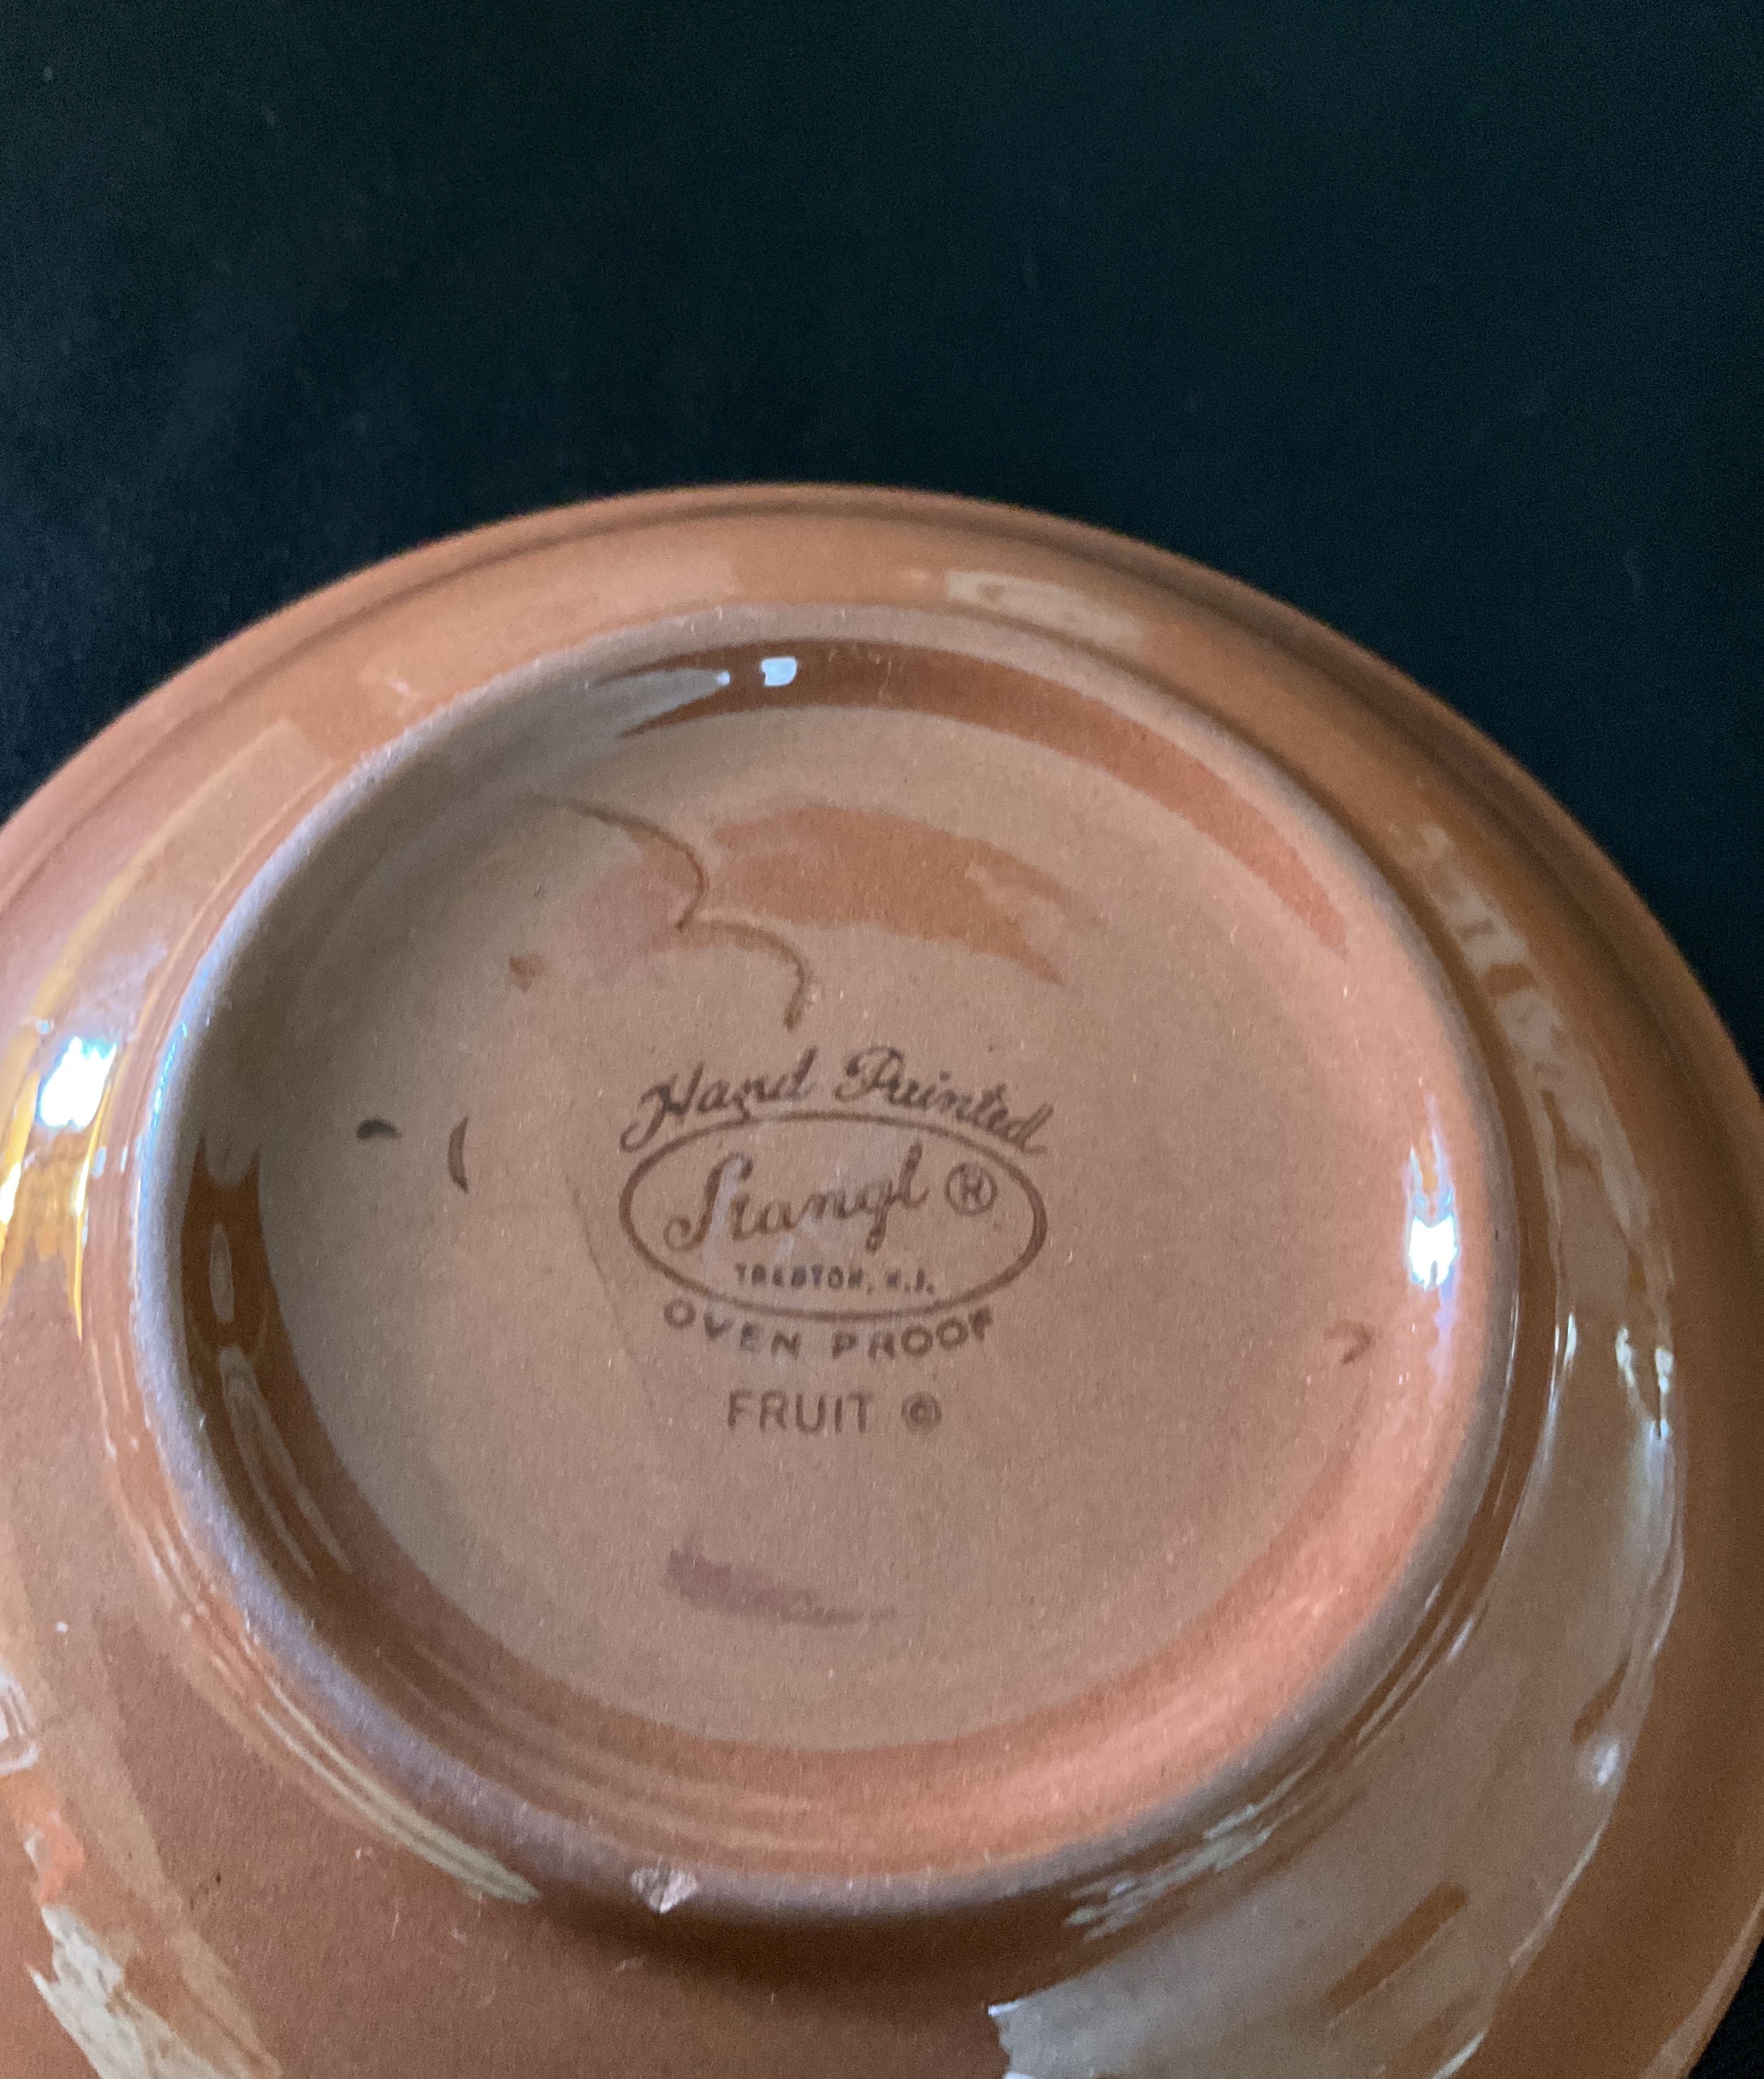 Hand Painted
Stangl ®
TRENTON, N.J.
OVEN PROOF
FRUIT ©